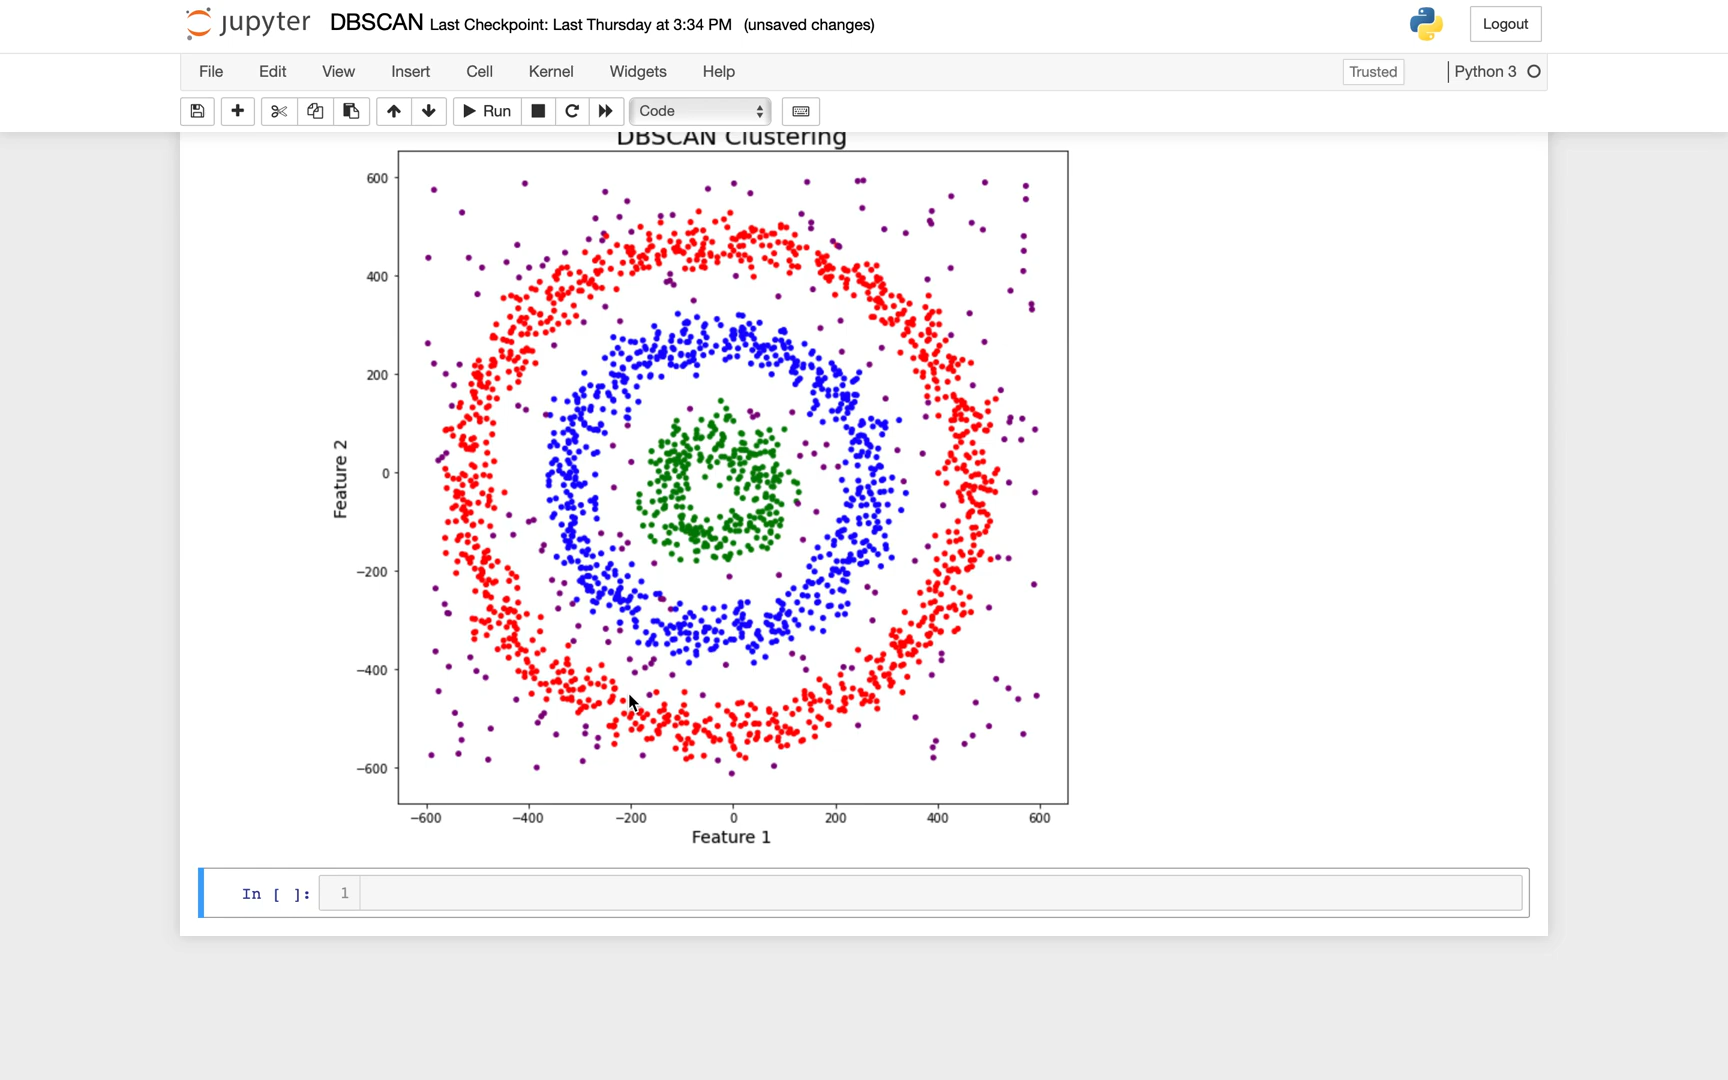 jupyter DBSCAN Last Checkpoint: Last Thursday at 3:34 PM (unsaved changes) Logout
File Edit View Insert Cell Kernel Widgets Help Trusted Python 3
Run Code
DBSCAN Clustering
600
400
200
0
−200
−400
−600
Feature 2
−600 −400 −200 0 200 400 600
Feature 1
In [ ]: 1